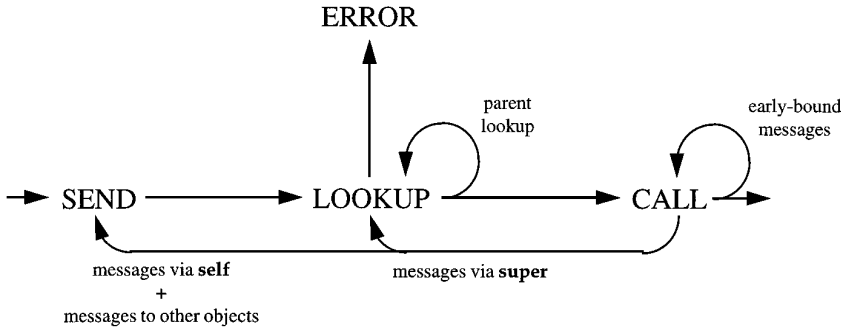 ERROR
parent
lookup
early-bound
messages
SEND
LOOKUP
CALL
messages via self
+
messages to other objects
messages via super